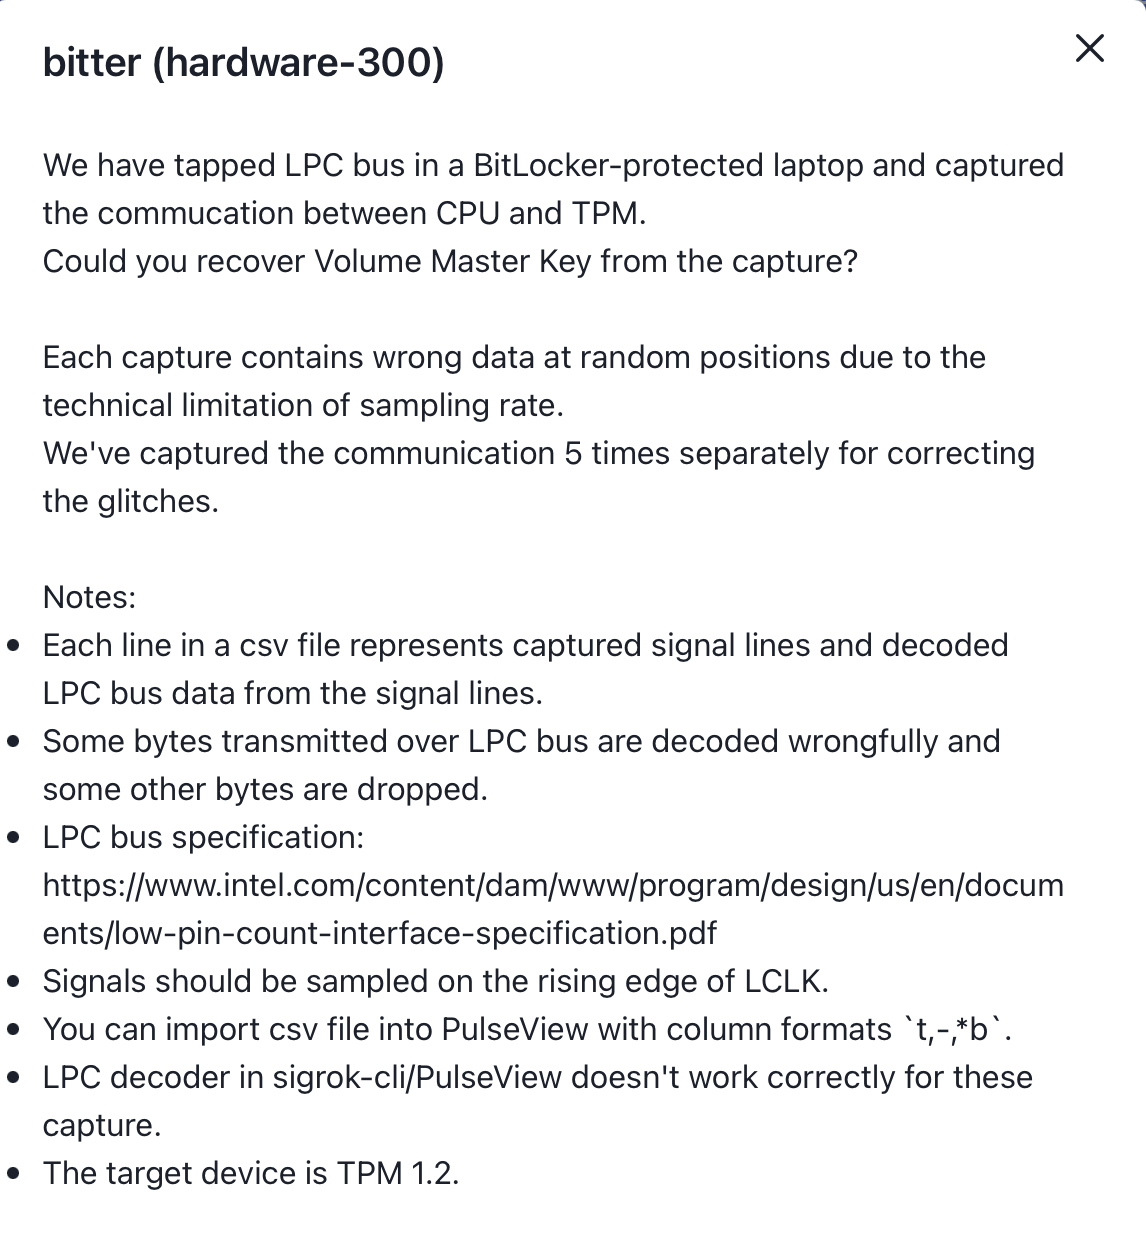 bitter (hardware-300)
We have tapped LPC bus in a BitLocker-protected laptop and captured
the commucation between CPU and TPM.
Could you recover Volume Master Key from the capture?
Each capture contains wrong data at random positions due to the
technical limitation of sampling rate.
We've captured the communication 5 times separately for correcting
the glitches.
Notes:
• Each line in a csv file represents captured signal lines and decoded
LPC bus data from the signal lines.
• Some bytes transmitted over LPC bus are decoded wrongfully and
some other bytes are dropped.
• LPC bus specification:
https://www.intel.com/content/dam/www/program/design/us/en/docum
ents/low-pin-count-interface-specification.pdf
• Signals should be sampled on the rising edge of LCLK.
• You can import csv file into PulseView with column formats `t,-,*b`.
• LPC decoder in sigrok-cli/PulseView doesn't work correctly for these
capture.
• The target device is TPM 1.2.